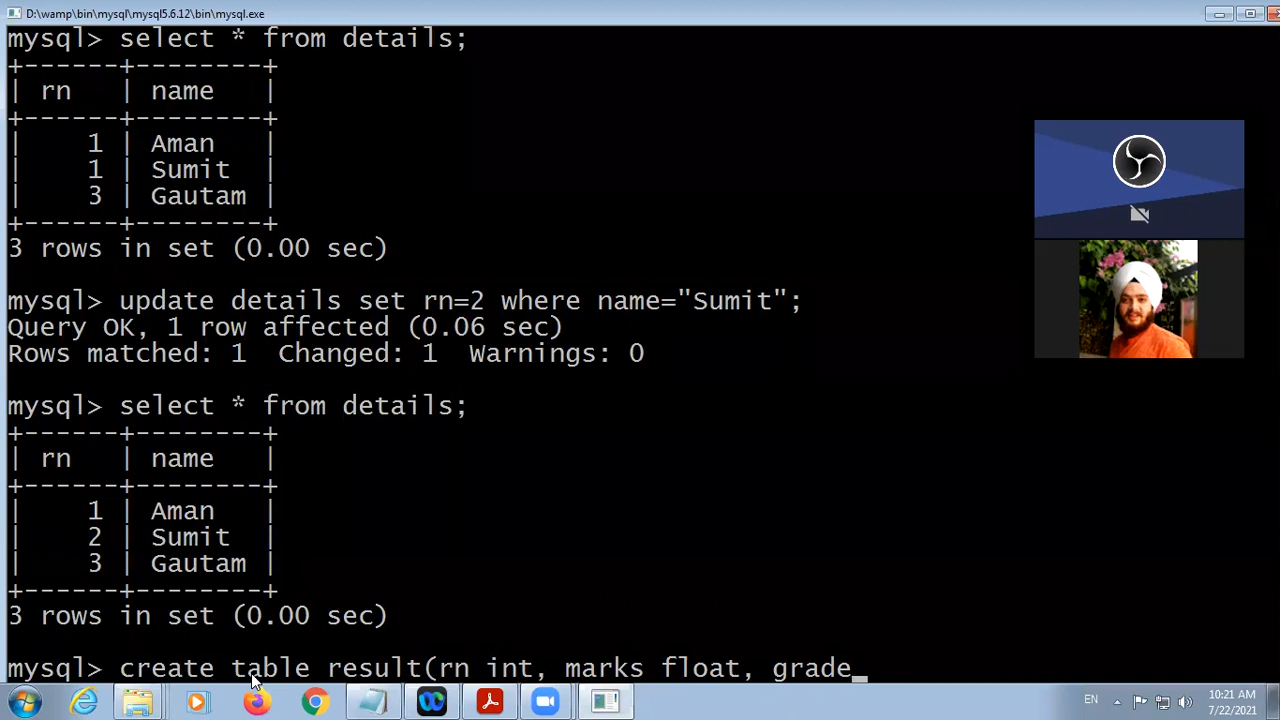 D:\wamp\bin\mysql\mysql5.6.12\bin\mysql.exe
mysql> select * from details;
+------+--------+
| rn   | name   |
+------+--------+
|    1 | Aman   |
|    1 | Sumit  |
|    3 | Gautam |
+------+--------+
3 rows in set (0.00 sec)
mysql> update details set rn=2 where name="Sumit";
Query OK, 1 row affected (0.06 sec)
Rows matched: 1  Changed: 1  Warnings: 0
mysql> select * from details;
+------+--------+
| rn   | name   |
+------+--------+
|    1 | Aman   |
|    2 | Sumit  |
|    3 | Gautam |
+------+--------+
3 rows in set (0.00 sec)
mysql> create table result(rn int, marks float, grade_
EN
10:21 AM
7/22/2021